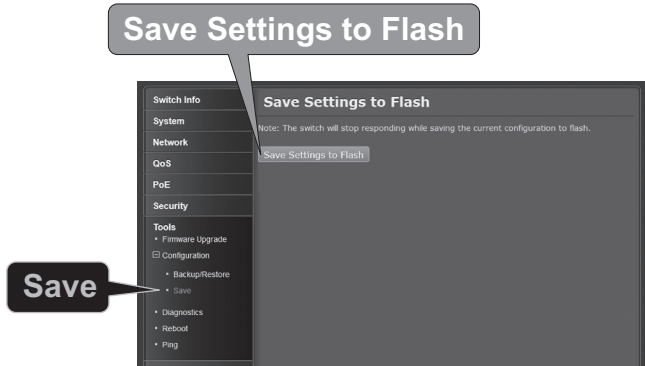 Save Settings to Flash
Switch Info
System
Network
QoS
PoE
Security
Tools
• Firmware Upgrade
Configuration
• Backup/Restore
• Save
• Diagnostics
• Reboot
• Ping
Save Settings to Flash
Note: The switch will stop responding while saving the current configuration to flash.
Save Settings to Flash
Save